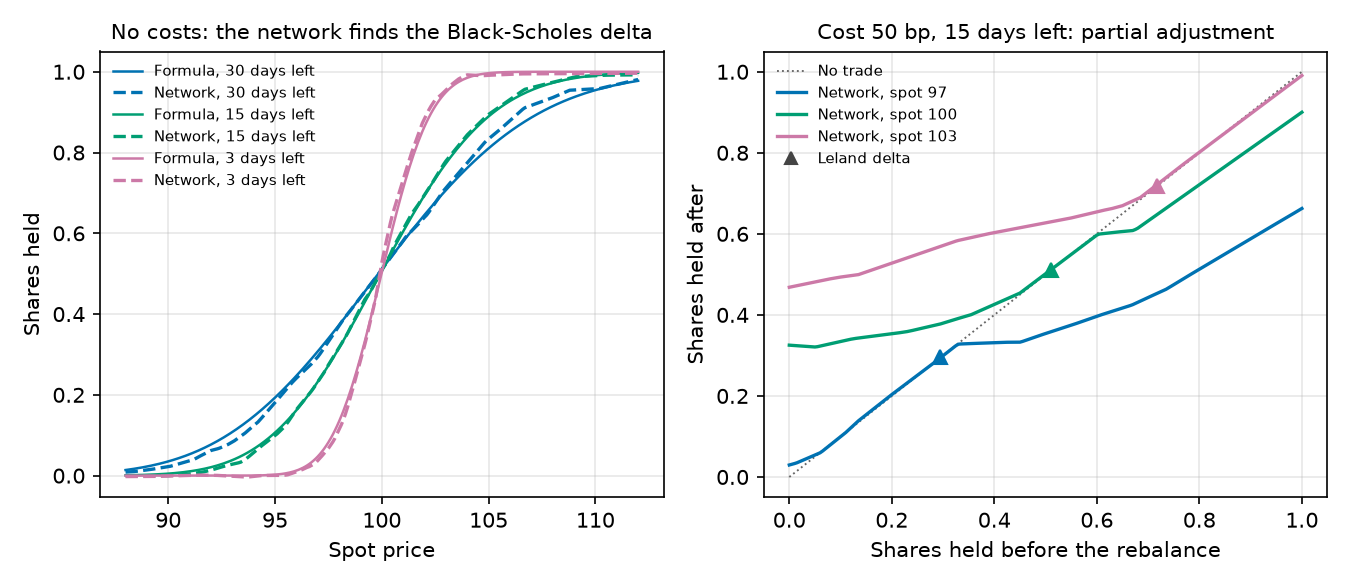 No costs: the network finds the Black-Scholes delta
Formula, 30 days left
Network, 30 days left
Formula, 15 days left
Network, 15 days left
Formula, 3 days left
Network, 3 days left
1.0
0.8
0.6
0.4
0.2
0.0
Shares held
90
95
100
105
110
Spot price
Cost 50 bp, 15 days left: partial adjustment
No trade
Network, spot 97
Network, spot 100
Network, spot 103
Leland delta
1.0
0.8
0.6
0.4
0.2
0.0
Shares held after
0.0
0.2
0.4
0.6
0.8
1.0
Shares held before the rebalance